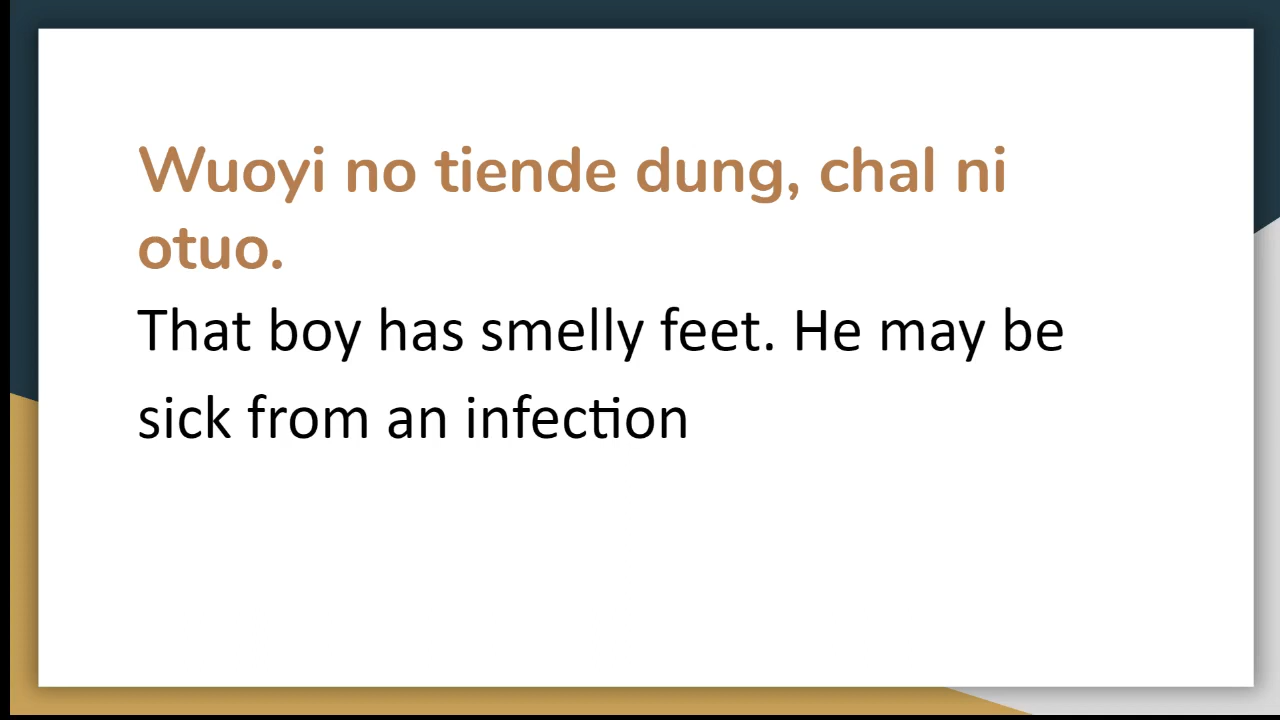 Wuoyi no tiende dung, chal ni
otuo.
That boy has smelly feet. He may be
sick from an infection